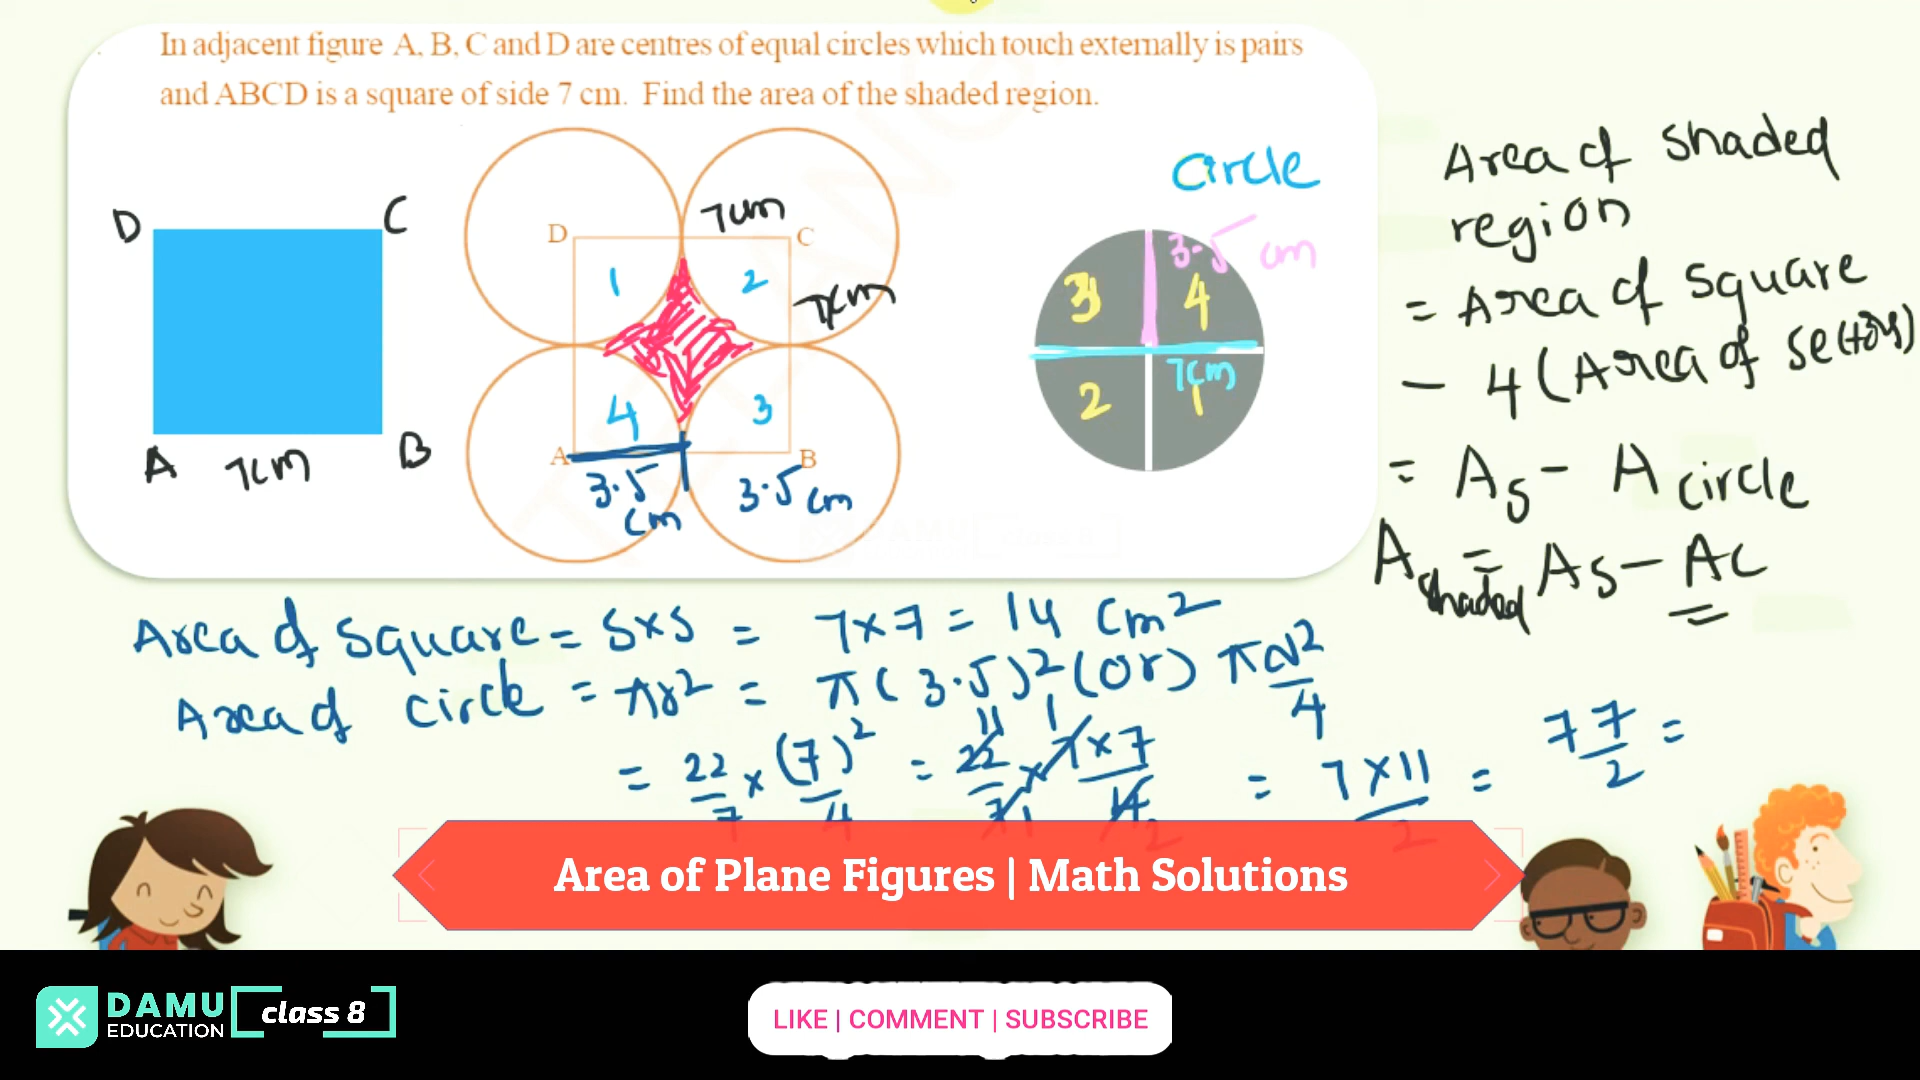 In adjacent figure A, B, C and D are centres of equal circles which touch externally is pairs
and ABCD is a square of side 7 cm. Find the area of the shaded region.
D
C
A
7cm
B
D
7cm
C
1
2
7cm
4
3
A
B
3.5
cm
3.5 cm
circle
3.5 cm
3
4
7cm
2
1
Area of shaded
region
= Area of square
- 4 (Area of sectors)
= As - A circle
A shaded = As - Ac
Area of square = s×s = 7×7 = 14 cm2
Area of circle = πr2 = π(3.5)2 (or) πd2/4
= 22/7 × (7)2/4 = 22/7 × 7×7/4 = 7×11/2 = 77/2 =
11
1
1
2
Area of Plane Figures | Math Solutions
DAMU
EDUCATION
class 8
LIKE | COMMENT | SUBSCRIBE